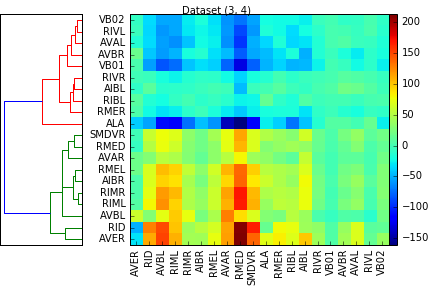 Dataset (3, 4)
VB02
RIVL
AVAL
AVBR
VB01
RIVR
AIBL
RIBL
RMER
ALA
SMDVR
RMED
AVAR
RMEL
AIBR
RIMR
RIML
AVBL
RID
AVER
AVER
RID
AVBL
RIML
RIMR
AIBR
RMEL
AVAR
RMED
SMDVR
ALA
RMER
RIBL
AIBL
RIVR
VB01
AVBR
AVAL
RIVL
VB02
200
150
100
50
0
−50
−100
−150